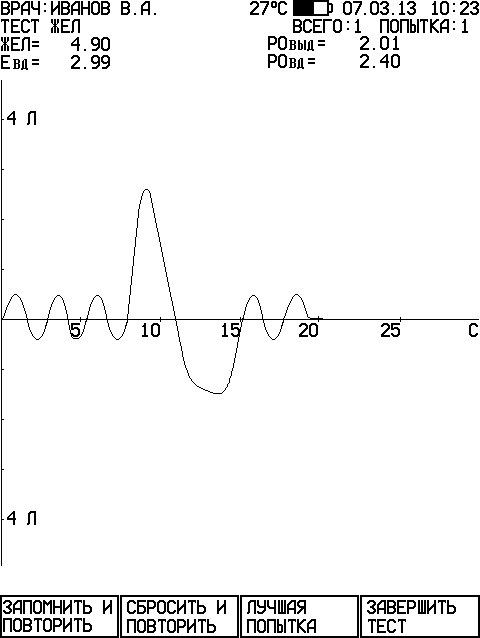 ВРАЧ:ИВАНОВ В.А. 27°С 07.03.13 10:23
ТЕСТ ЖЕЛ ВСЕГО:1 ПОПЫТКА:1
ЖЕЛ= 4.90 РОвыд= 2.01
Евд= 2.99 РОвд= 2.40
4 Л
5 10 15 20 25 С
4 Л
ЗАПОМНИТЬ И ПОВТОРИТЬ
СБРОСИТЬ И ПОВТОРИТЬ
ЛУЧШАЯ ПОПЫТКА
ЗАВЕРШИТЬ ТЕСТ